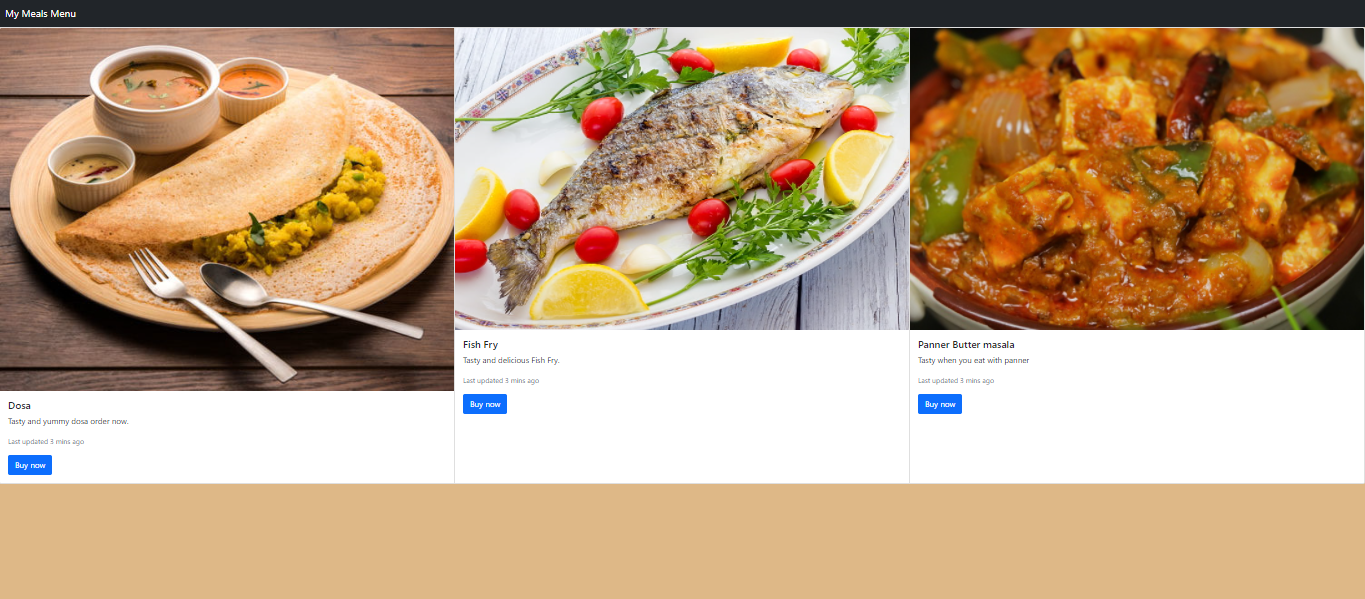 My Meals Menu
Dosa
Tasty and yummy dosa order now.
Last updated 3 mins ago
Buy now
Fish Fry
Tasty and delicious Fish Fry.
Last updated 3 mins ago
Buy now
Panner Butter masala
Tasty when you eat with panner
Last updated 3 mins ago
Buy now